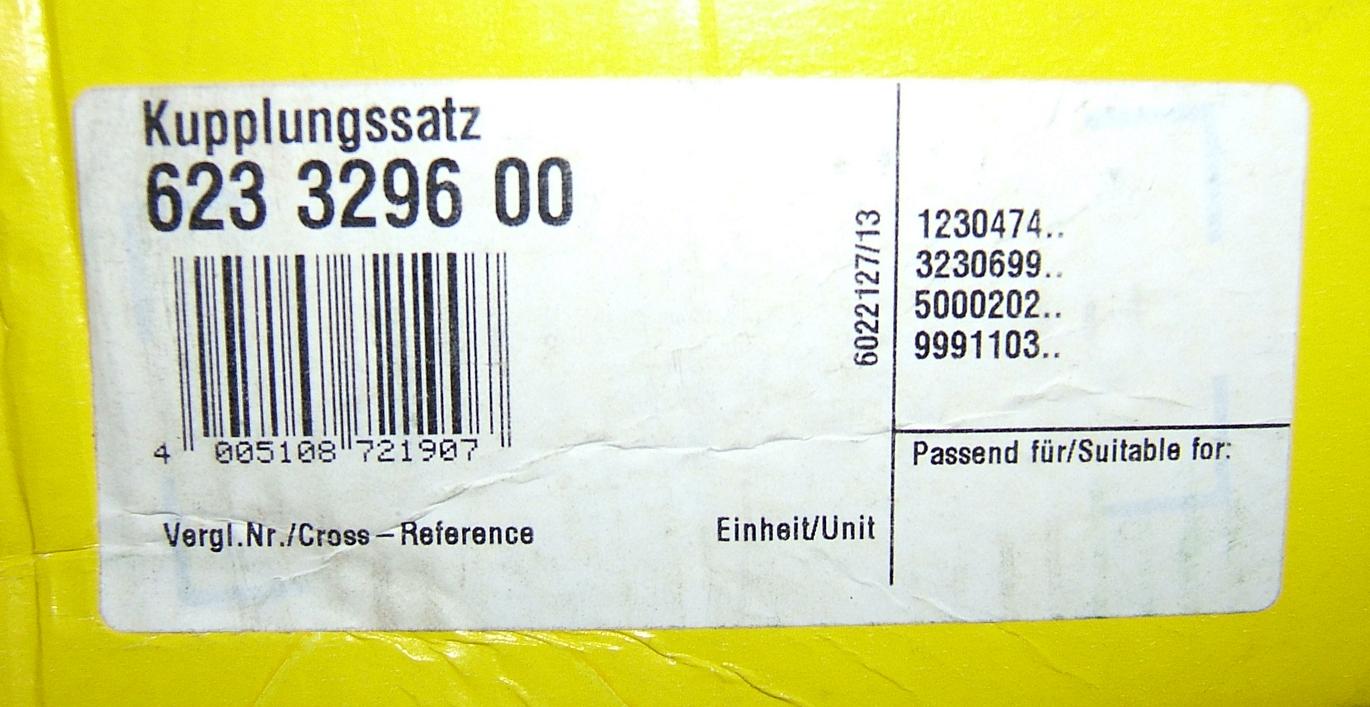 Kupplungssatz
623 3296 00
4 005108 721907
Vergl.Nr./Cross-Reference
Einheit/Unit
6022127/13
1230474..
3230699..
5000202..
9991103..
Passend für/Suitable for: